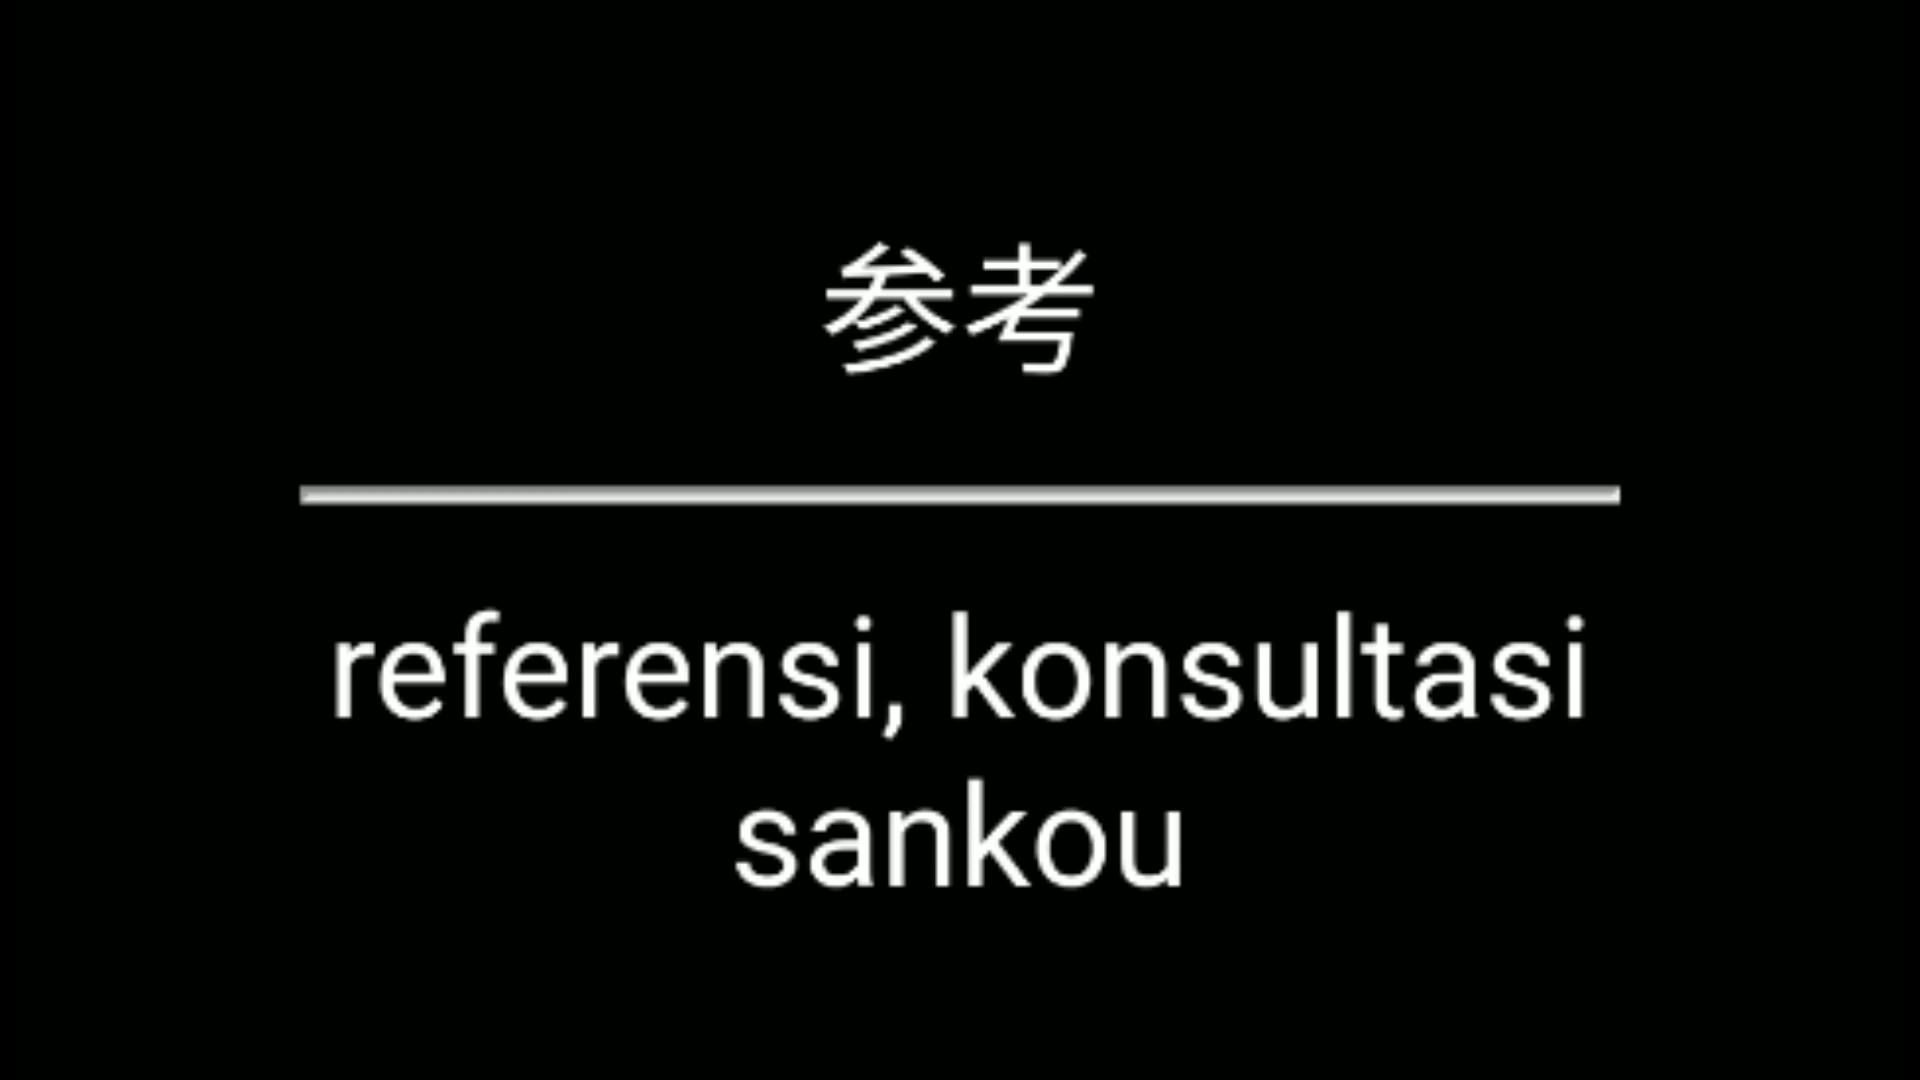 参考
referensi, konsultasi
sankou